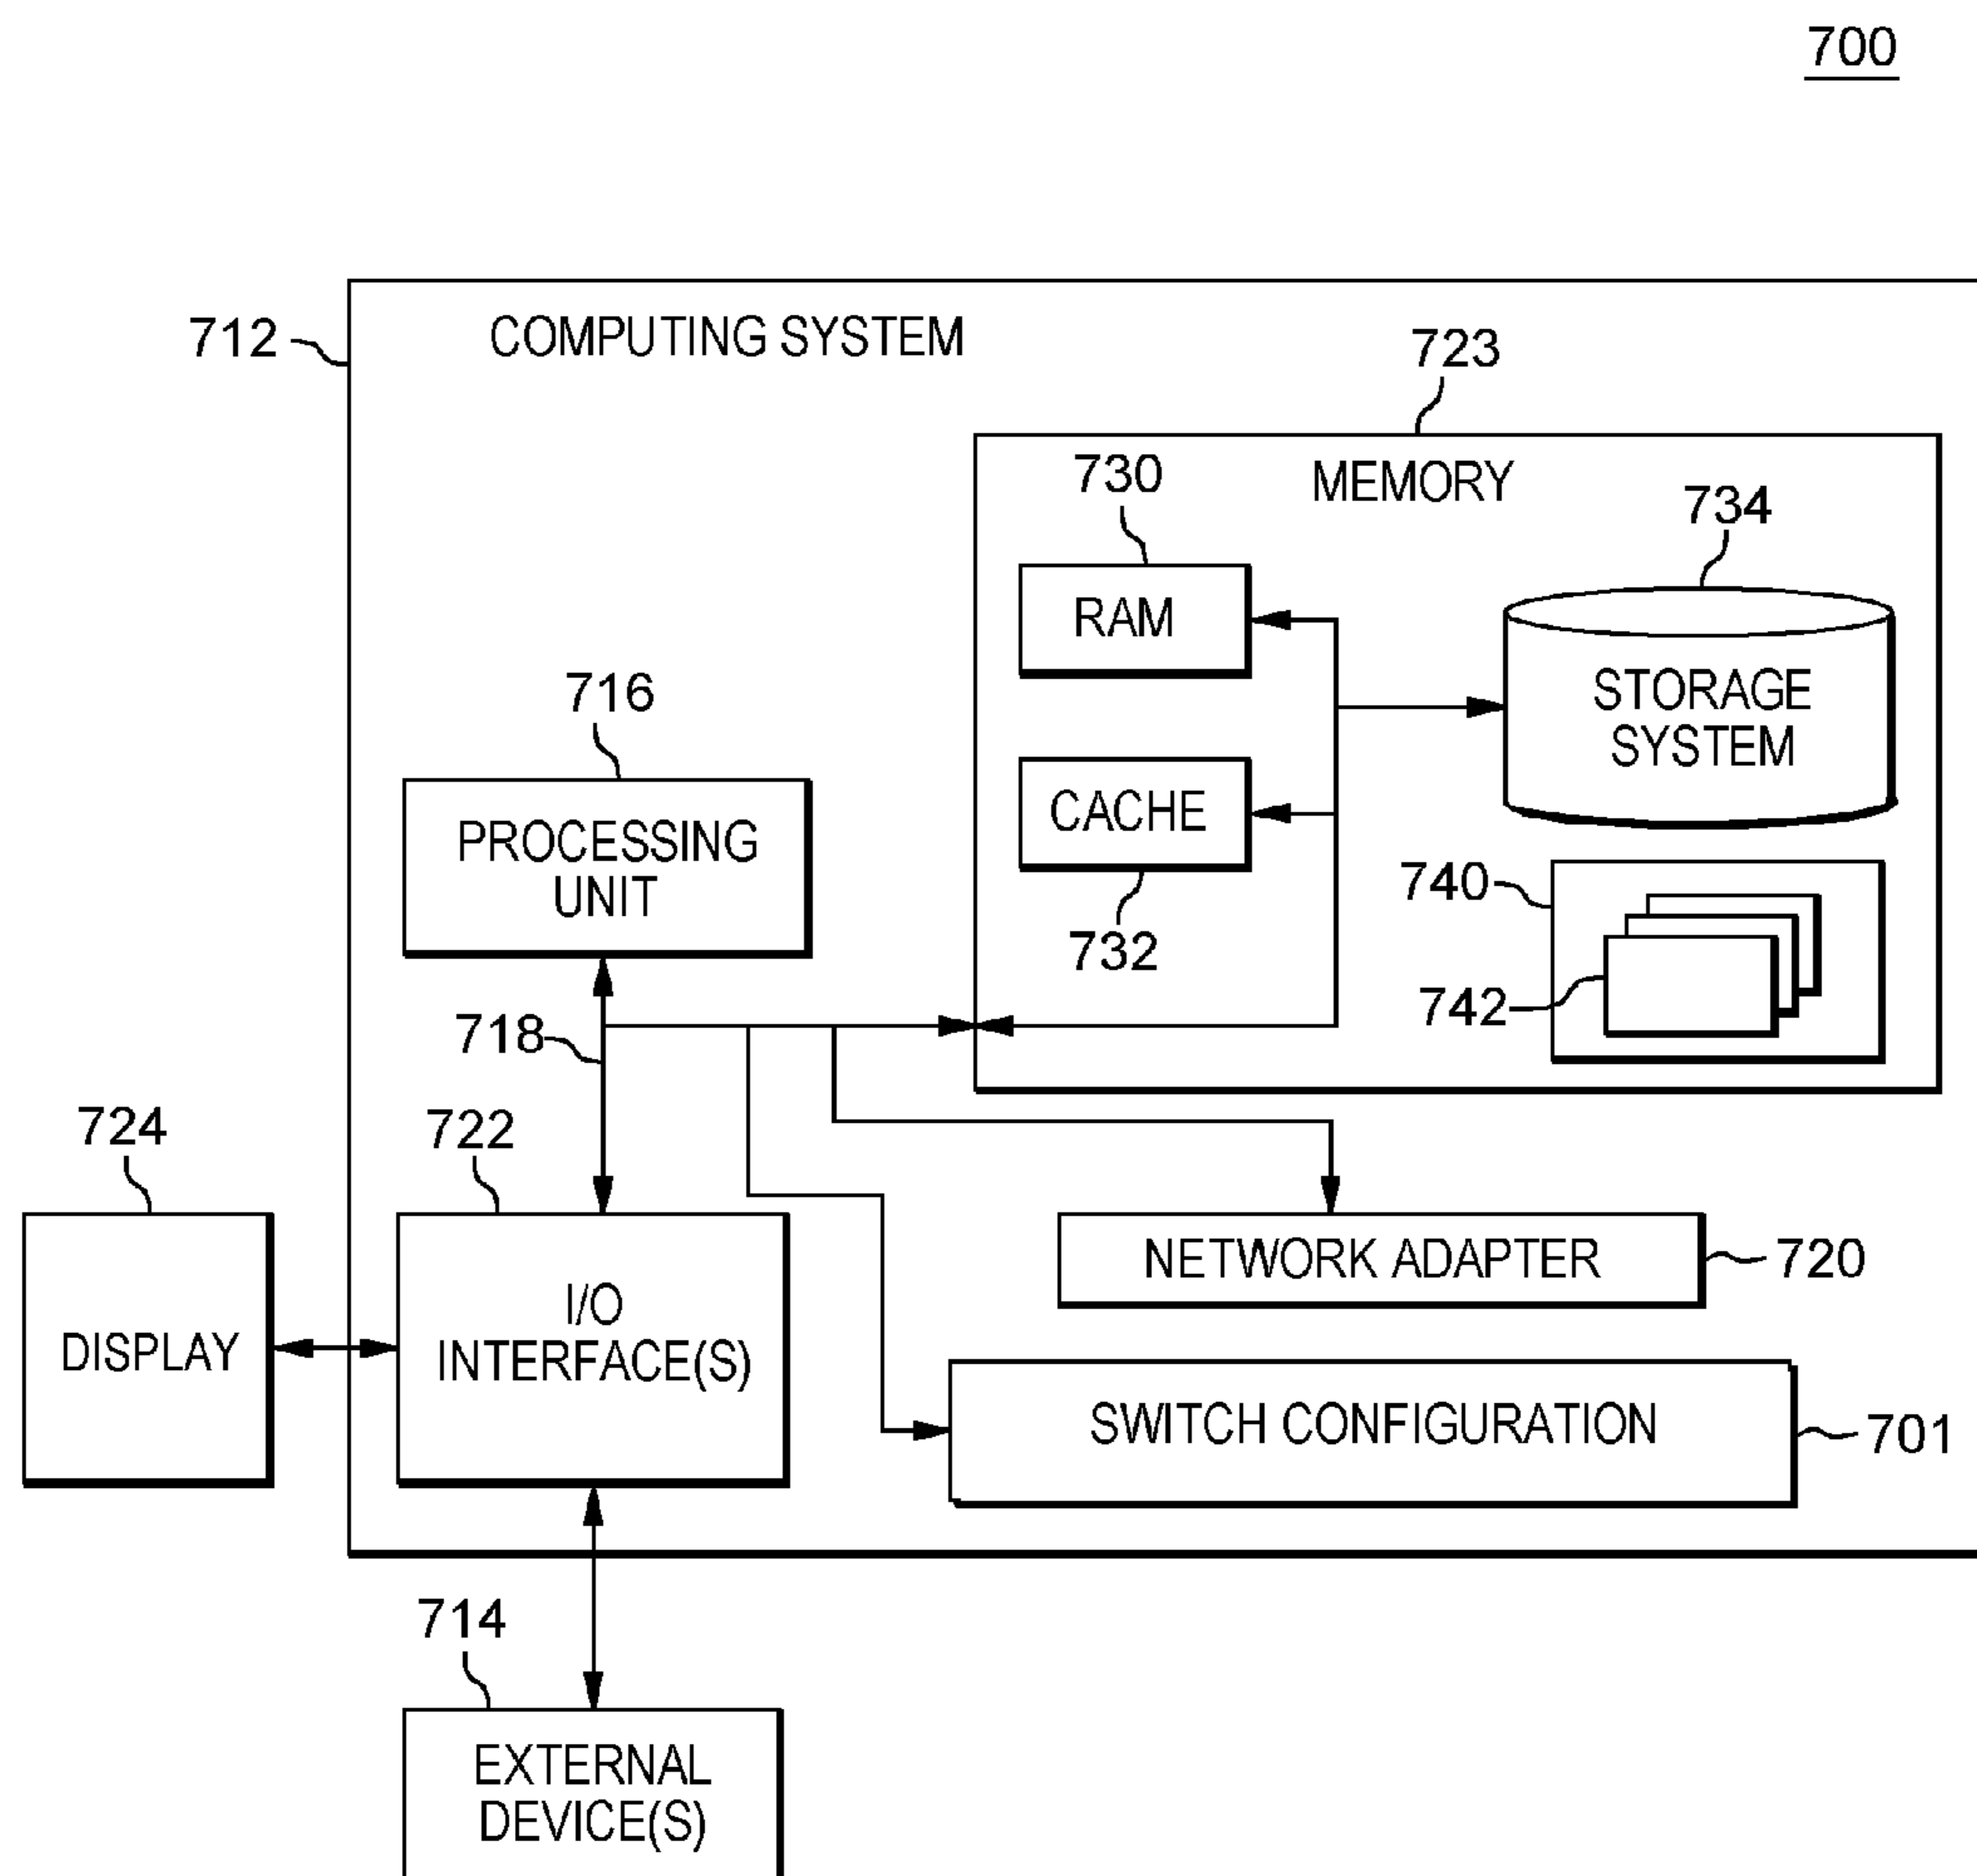 700
712
COMPUTING SYSTEM
723
MEMORY
730
734
RAM
STORAGE
SYSTEM
716
CACHE
PROCESSING
UNIT
740
732
742
718
724
722
NETWORK ADAPTER
720
I/O
INTERFACE(S)
DISPLAY
SWITCH CONFIGURATION
701
714
EXTERNAL
DEVICE(S)